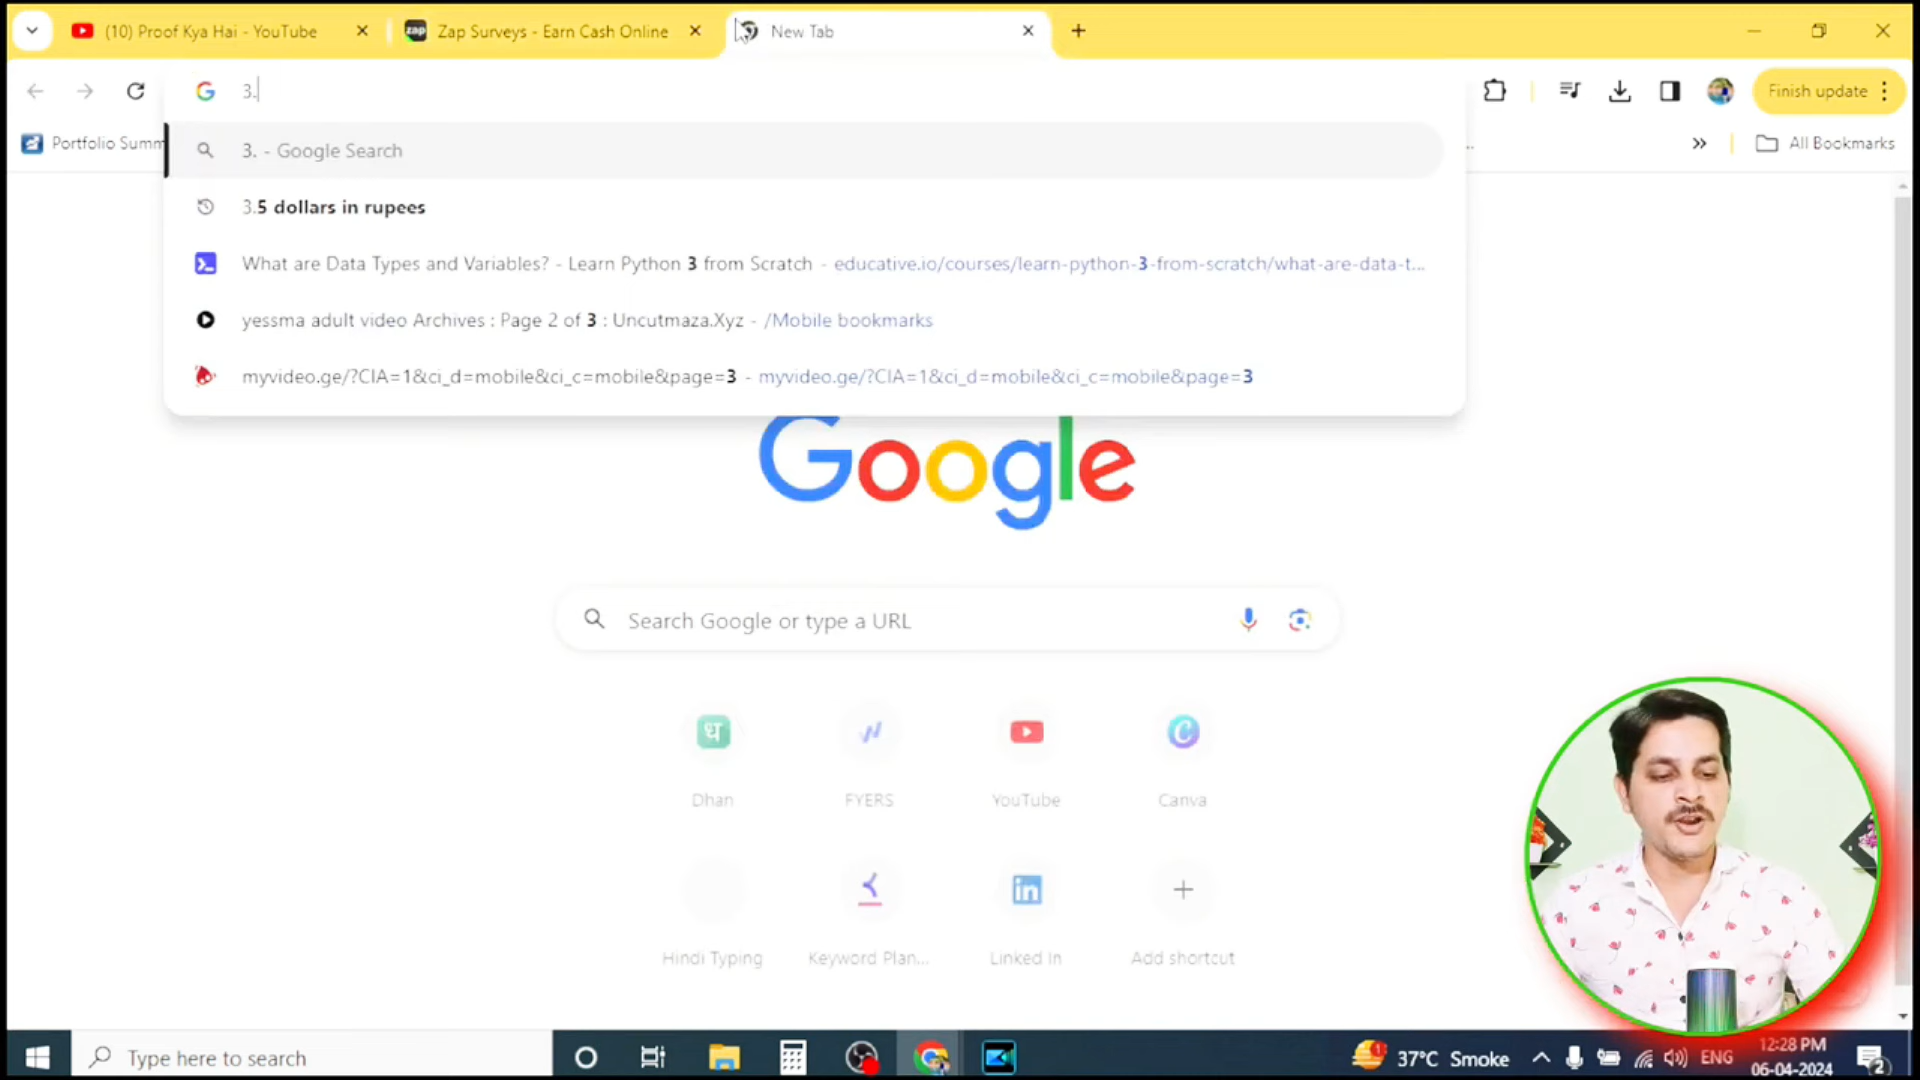 (10) Proof Kya Hai - YouTube
zap Zap Surveys - Earn Cash Online
New Tab
3.
Finish update
Portfolio Summ
All Bookmarks
3. - Google Search
3.5 dollars in rupees
What are Data Types and Variables? - Learn Python 3 from Scratch - educative.io/courses/learn-python-3-from-scratch/what-are-data-t...
yessma adult video Archives : Page 2 of 3 : Uncutmaza.Xyz - /Mobile bookmarks
myvideo.ge/?CIA=1&ci_d=mobile&ci_c=mobile&page=3 - myvideo.ge/?CIA=1&ci_d=mobile&ci_c=mobile&page=3
Google
Search Google or type a URL
ध
in
Dhan
FYERS
YouTube
Canva
Hindi Typing
Keyword Plan...
Linked In
Add shortcut
Type here to search
1
37°C Smoke
ENG
12:28 PM
06-04-2024
2